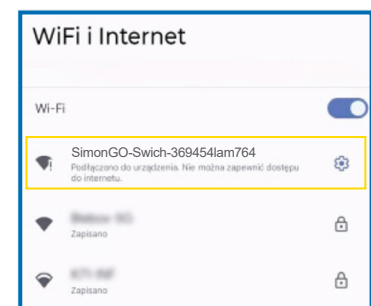 WiFi i Internet
Wi-Fi
SimonGO-Swich-369454lam764
Podłączono do urządzenia. Nie można zapewnić dostępu
do internetu.
Zapisano
Zapisano